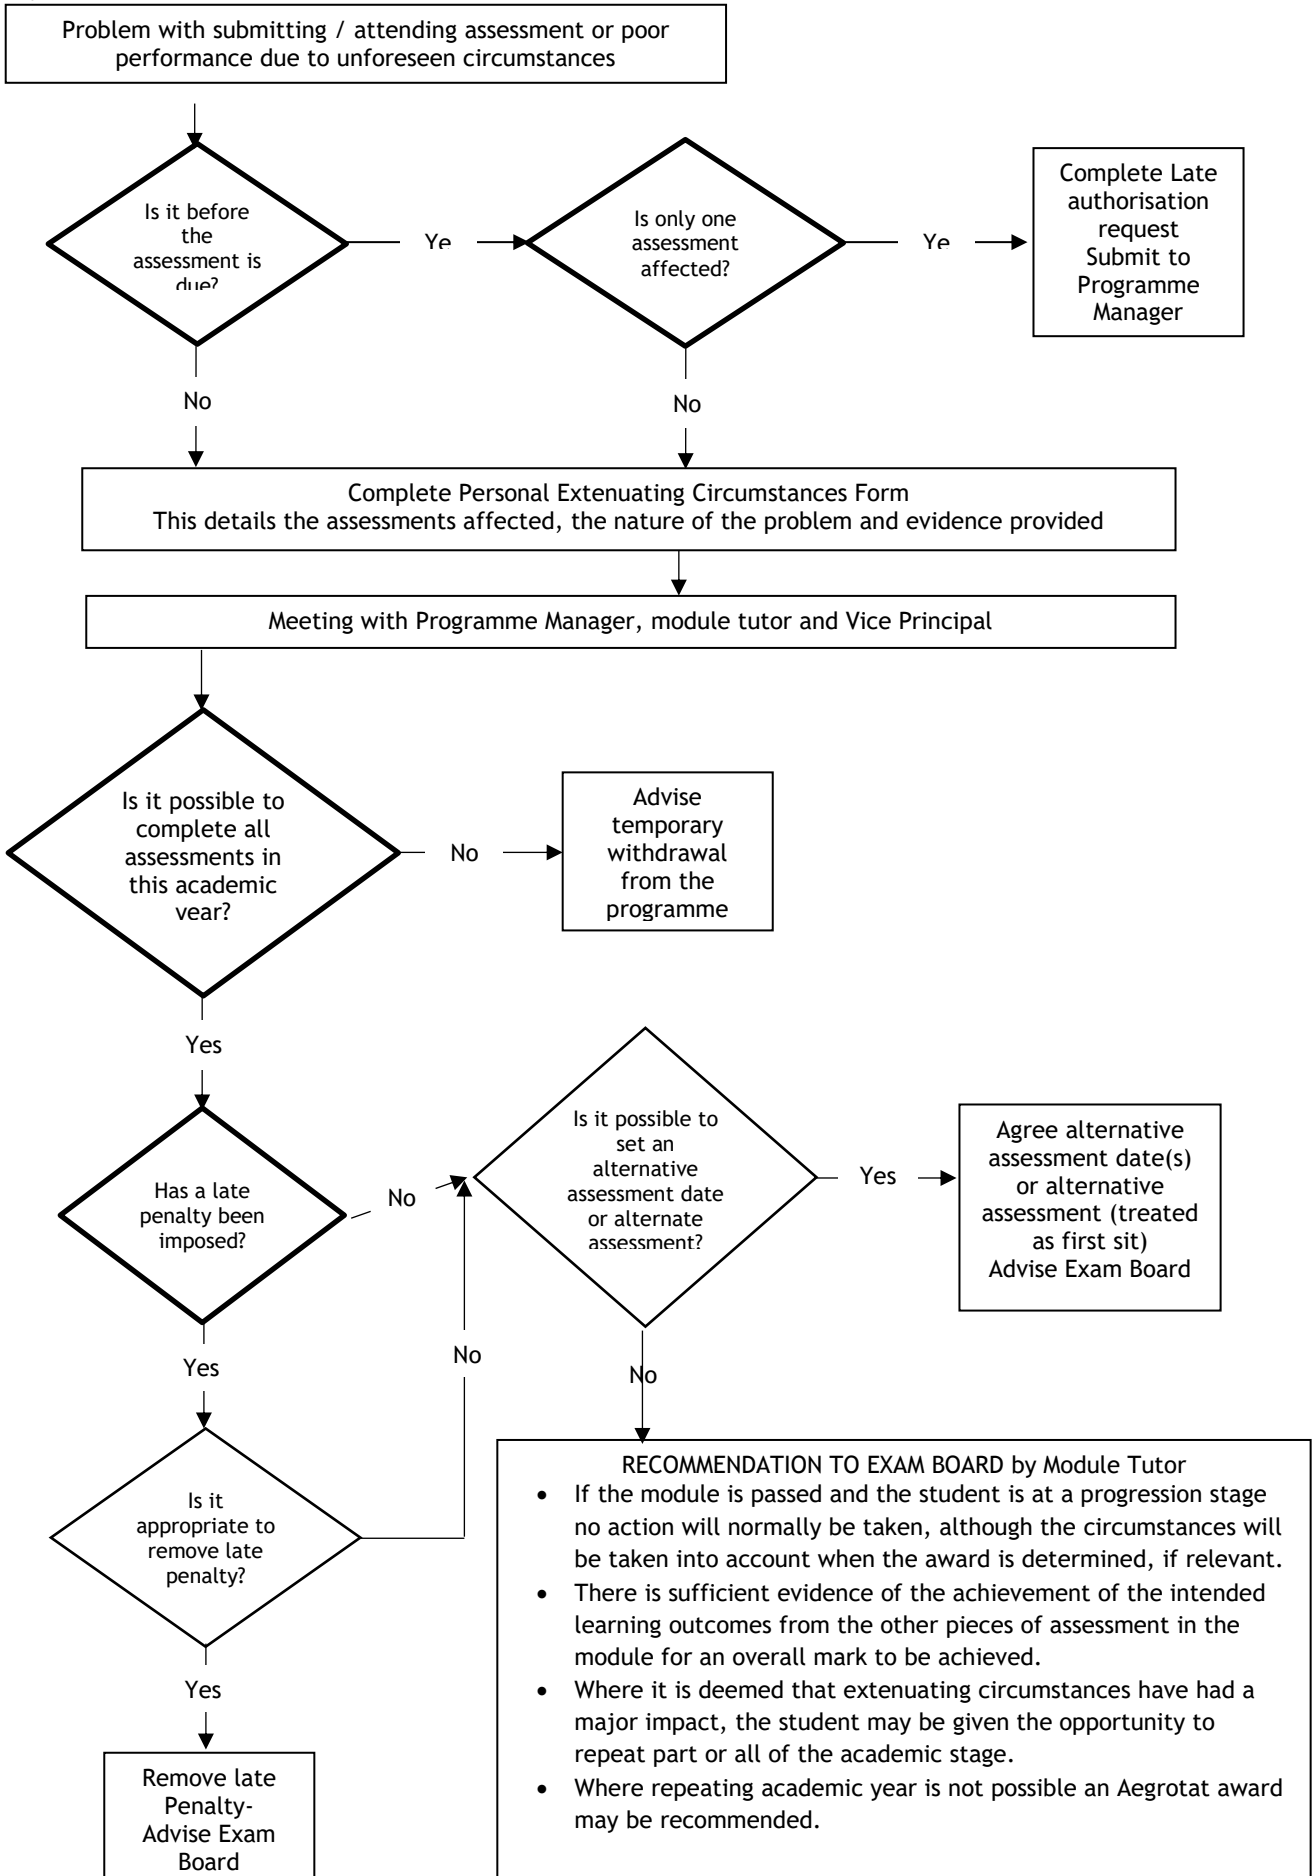 Problem with submitting / attending assessment or poor
performance due to unforeseen circumstances
Is it before
the
assessment is
due?
Ye
Is only one
assessment
affected?
Ye
Complete Late
authorisation
request
Submit to
Programme
Manager
No
No
Complete Personal Extenuating Circumstances Form
This details the assessments affected, the nature of the problem and evidence provided
Meeting with Programme Manager, module tutor and Vice Principal
Is it possible to
complete all
assessments in
this academic
year?
No
Advise
temporary
withdrawal
from the
programme
Yes
Has a late
penalty been
imposed?
No
Is it possible to
set an
alternative
assessment date
or alternate
assessment?
Yes
Agree alternative
assessment date(s)
or alternative
assessment (treated
as first sit)
Advise Exam Board
Yes
No
No
Is it
appropriate to
remove late
penalty?
Yes
Remove late
Penalty-
Advise Exam
Board
RECOMMENDATION TO EXAM BOARD by Module Tutor
• If the module is passed and the student is at a progression stage
no action will normally be taken, although the circumstances will
be taken into account when the award is determined, if relevant.
• There is sufficient evidence of the achievement of the intended
learning outcomes from the other pieces of assessment in the
module for an overall mark to be achieved.
• Where it is deemed that extenuating circumstances have had a
major impact, the student may be given the opportunity to
repeat part or all of the academic stage.
• Where repeating academic year is not possible an Aegrotat award
may be recommended.